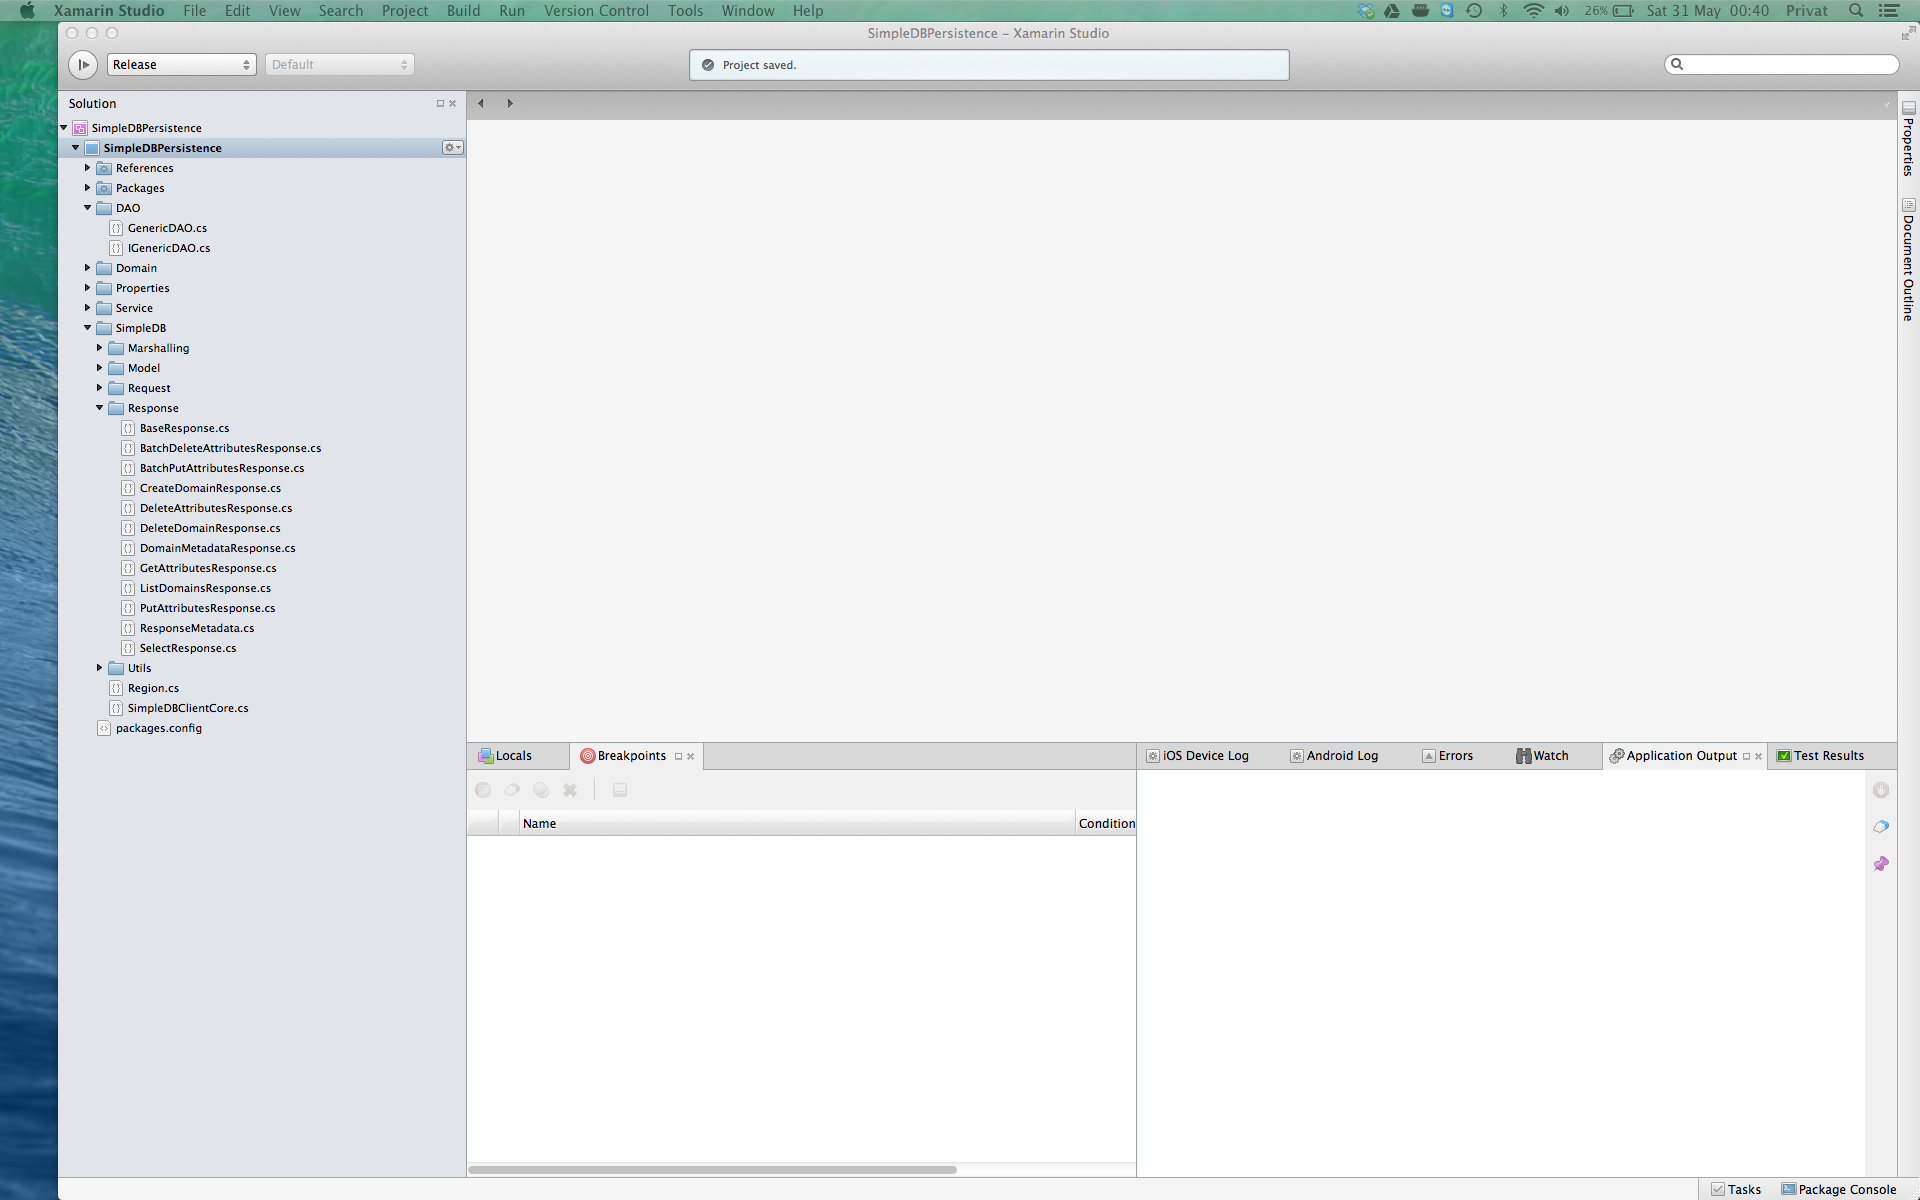 Xamarin Studio File Edit View Search Project Build Run Version Control Tools Window Help 26% Sat 31 May 00:40 Privat
SimpleDBPersistence – Xamarin Studio
Release Default Project saved.
Solution
SimpleDBPersistence
SimpleDBPersistence
References
Packages
DAO
GenericDAO.cs
IGenericDAO.cs
Domain
Properties
Service
SimpleDB
Marshalling
Model
Request
Response
BaseResponse.cs
BatchDeleteAttributesResponse.cs
BatchPutAttributesResponse.cs
CreateDomainResponse.cs
DeleteAttributesResponse.cs
DeleteDomainResponse.cs
DomainMetadataResponse.cs
GetAttributesResponse.cs
ListDomainsResponse.cs
PutAttributesResponse.cs
ResponseMetadata.cs
SelectResponse.cs
Utils
Region.cs
SimpleDBClientCore.cs
packages.config
Properties
Document Outline
Locals Breakpoints
Name Condition
iOS Device Log Android Log Errors Watch Application Output Test Results
Tasks Package Console